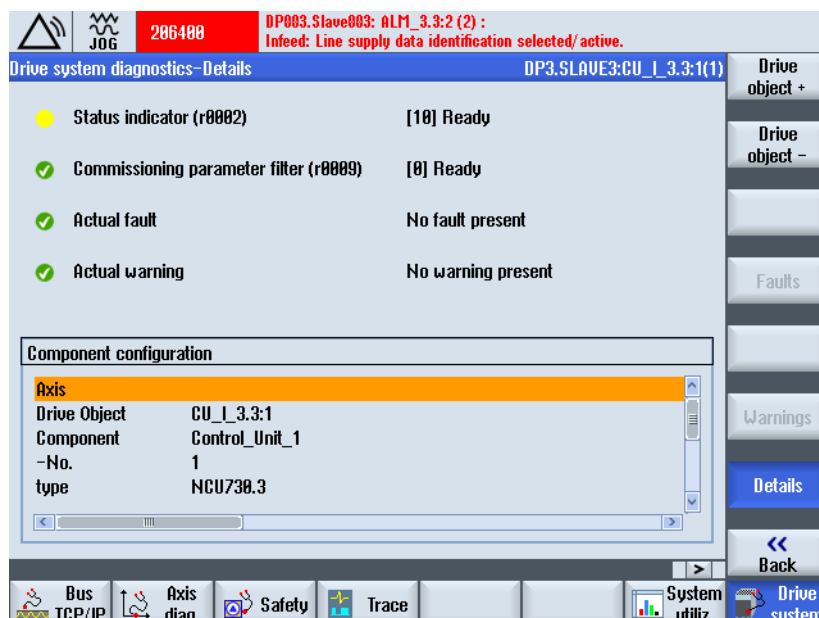 JOG
206400
DP003.Slave003: ALM_3.3:2 (2) :
Infeed: Line supply data identification selected/active.
Drive system diagnostics-Details
DP3.SLAVE3:CU_I_3.3:1(1)
Status indicator (r0002)
[10] Ready
Commissioning parameter filter (r0009)
[0] Ready
Actual fault
No fault present
Actual warning
No warning present
Component configuration
Axis
Drive Object CU_I_3.3:1
Component Control_Unit_1
-No. 1
type NCU730.3
Drive
object +
Drive
object -
Faults
Warnings
Details
<<
Back
>
Bus
TCP/IP
Axis
diag
Safety
Trace
System
utiliz
Drive
system